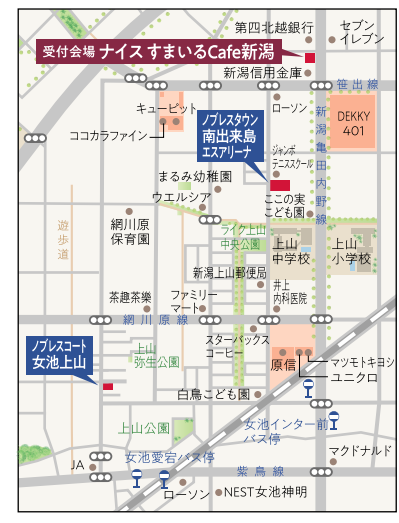 第四北越銀行
セブン
イレブン
受付会場 ナイス すまいるCafe新潟
新潟信用金庫
笹出線
キューピット
ココカラファイン
ノブレスタウン
南出来島
エスアリーナ
ローソン
新潟亀田内野線
DEKKY
401
ジャンボ
テニススクール
まるみ幼稚園
ウエルシア
ここの実
こども園
遊歩道
網川原
保育園
ライク上山
中央公園
上山
中学校
上山
小学校
新潟上山郵便局
井上
内科医院
茶趣茶樂
ファミリー
マート
網川原線
スターバックス
コーヒー
ノブレスコート
女池上山
上山
弥生公園
原信
マツモトキヨシ
ユニクロ
白鳥こども園
上山公園
女池インター前
バス停
女池愛宕バス停
マクドナルド
JA
紫鳥線
ローソン
NEST女池神明